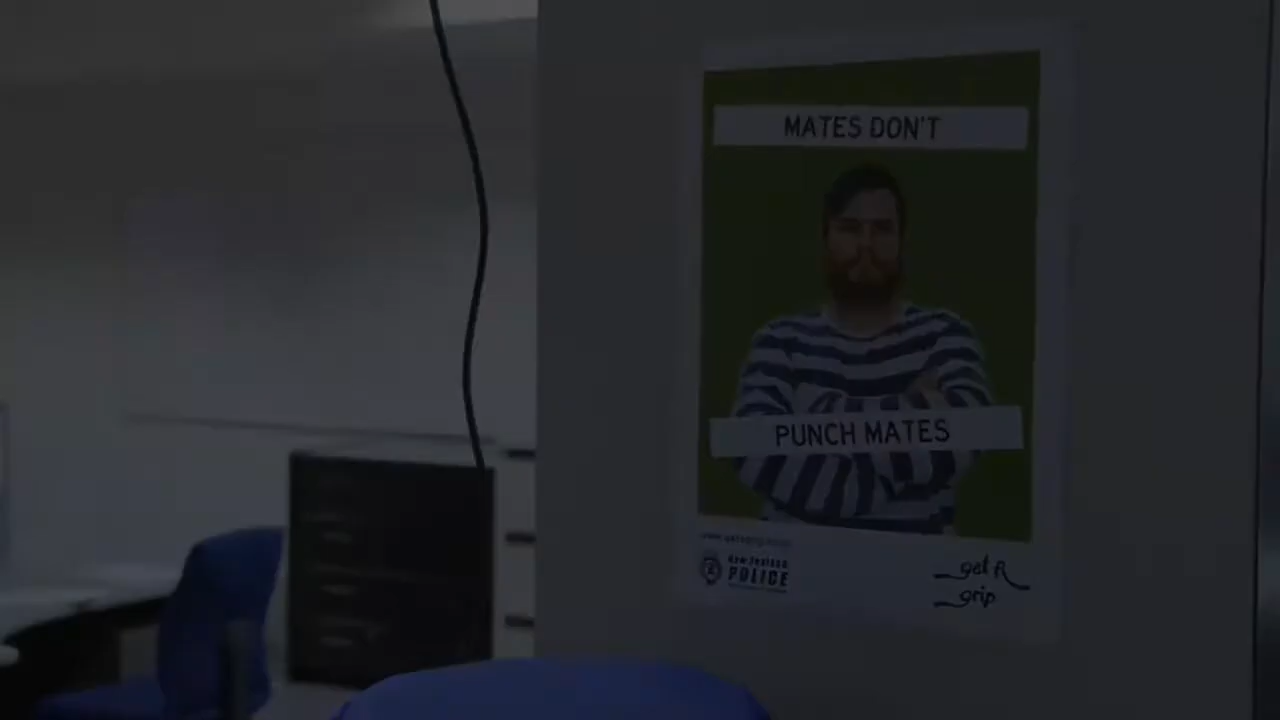 MATES DON'T
PUNCH MATES
New Zealand
POLICE
get A
grip